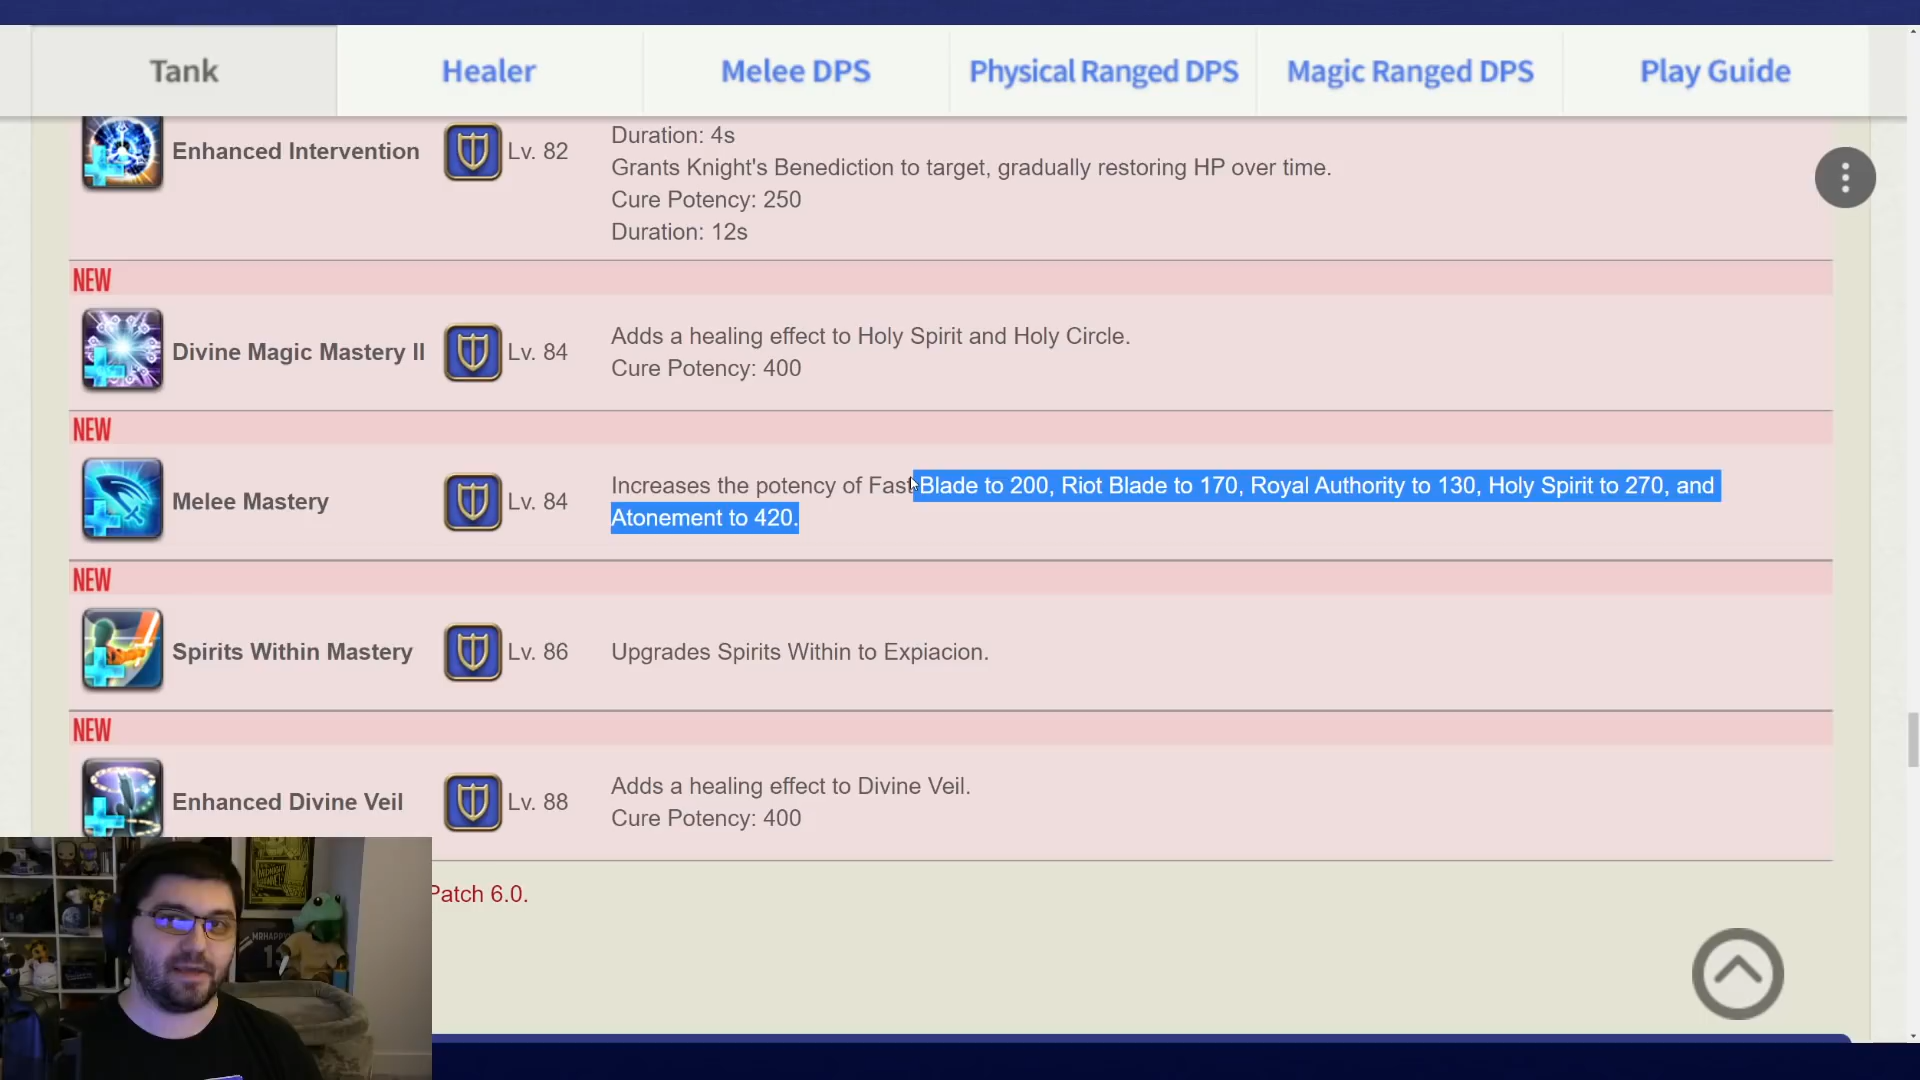 Tank
Healer
Melee DPS
Physical Ranged DPS
Magic Ranged DPS
Play Guide
Enhanced Intervention
Lv. 82
Duration: 4s
Grants Knight's Benediction to target, gradually restoring HP over time.
Cure Potency: 250
Duration: 12s
NEW
Divine Magic Mastery II
Lv. 84
Adds a healing effect to Holy Spirit and Holy Circle.
Cure Potency: 400
NEW
Melee Mastery
Lv. 84
Increases the potency of Fast Blade to 200, Riot Blade to 170, Royal Authority to 130, Holy Spirit to 270, and
Atonement to 420.
NEW
Spirits Within Mastery
Lv. 86
Upgrades Spirits Within to Expiacion.
NEW
Enhanced Divine Veil
Lv. 88
Adds a healing effect to Divine Veil.
Cure Potency: 400
Patch 6.0.
MIDNIGHT
MRHAPPY